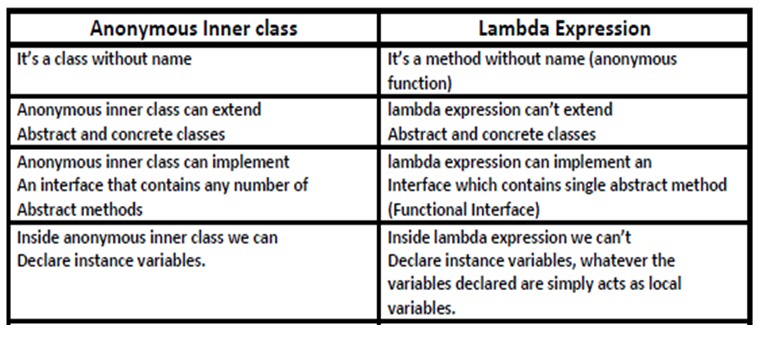 Anonymous Inner class
Lambda Expression
It's a class without name
It's a method without name (anonymous
function)
Anonymous inner class can extend
Abstract and concrete classes
lambda expression can't extend
Abstract and concrete classes
Anonymous inner class can implement
An interface that contains any number of
Abstract methods
lambda expression can implement an
Interface which contains single abstract method
(Functional Interface)
Inside anonymous inner class we can
Declare instance variables.
Inside lambda expression we can't
Declare instance variables, whatever the
variables declared are simply acts as local
variables.